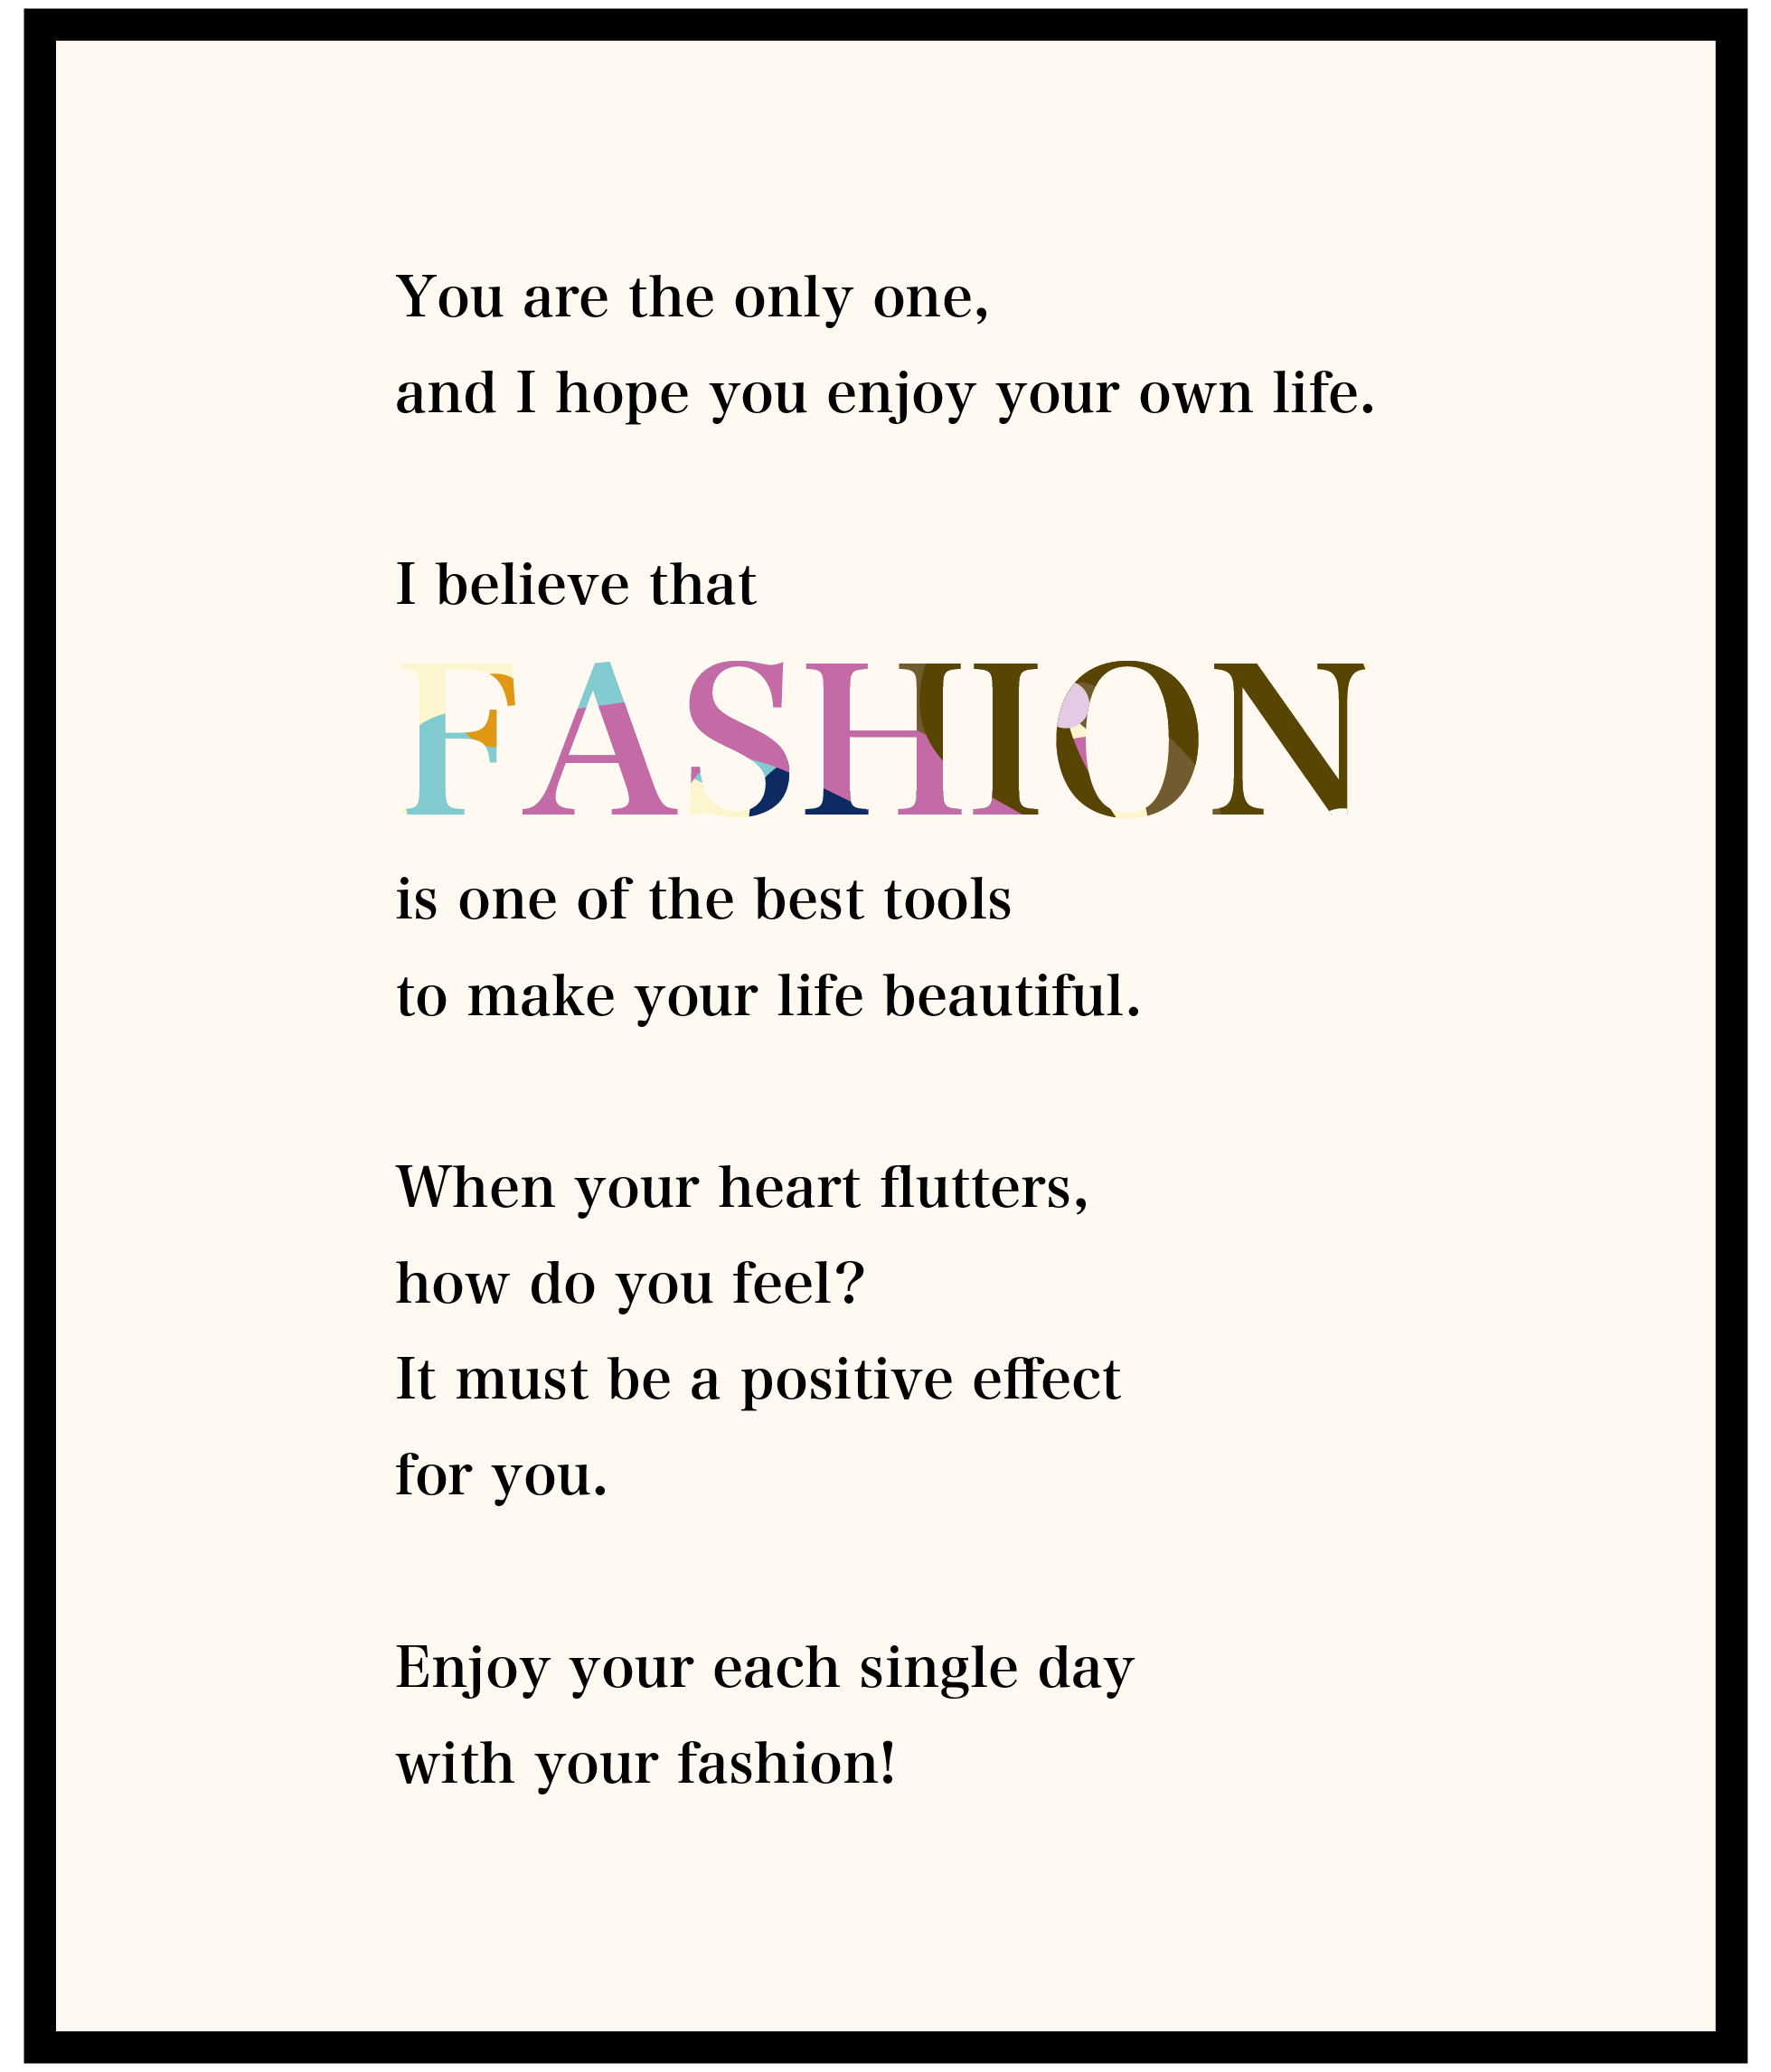 You are the only one,
and I hope you enjoy your own life.
I believe that
FASHION
is one of the best tools
to make your life beautiful.
When your heart flutters,
how do you feel?
It must be a positive effect
for you.
Enjoy your each single day
with your fashion!